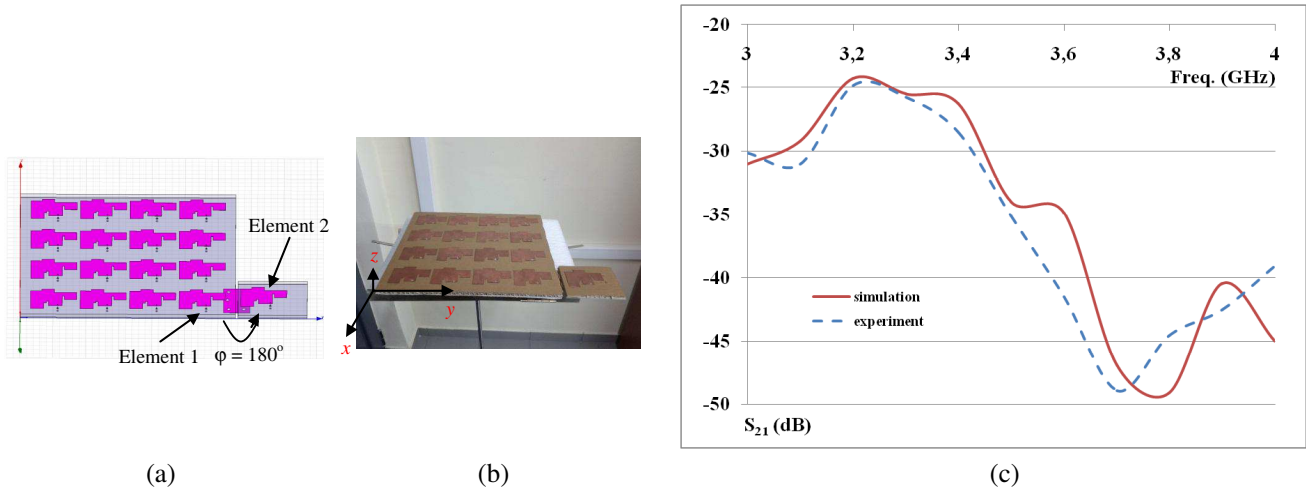 Element 2
Element 1
φ = 180º
(a)
z
y
x
(b)
-20
-25
-30
-35
-40
-45
-50
3
3,2
3,4
3,6
3,8
4
Freq. (GHz)
simulation
experiment
S21 (dB)
(c)